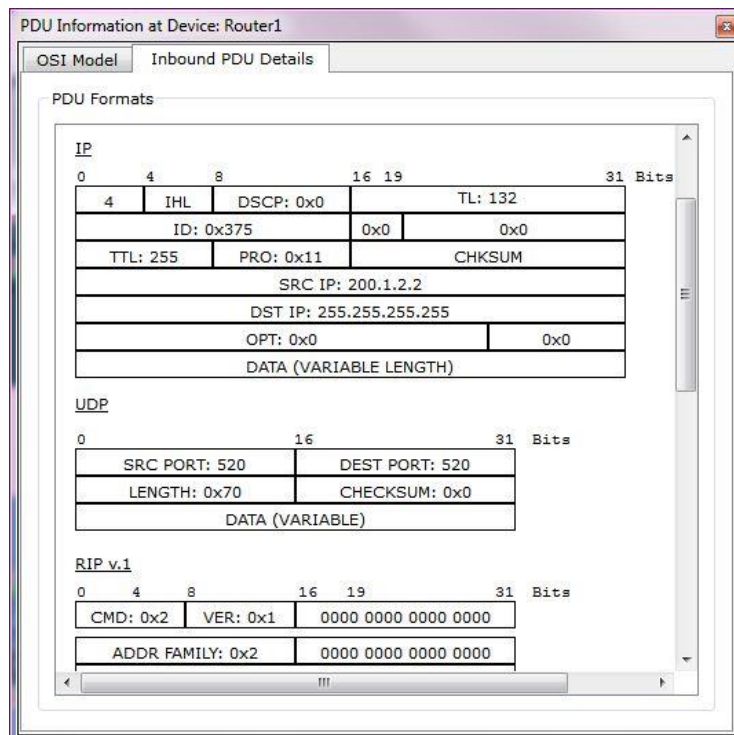 PDU Information at Device: Router1
OSI Model Inbound PDU Details
PDU Formats
IP
0 4 8 16 19 31 Bits
4 IHL DSCP: 0x0 TL: 132
ID: 0x375 0x0 0x0
TTL: 255 PRO: 0x11 CHKSUM
SRC IP: 200.1.2.2
DST IP: 255.255.255.255
OPT: 0x0 0x0
DATA (VARIABLE LENGTH)
UDP
0 16 31 Bits
SRC PORT: 520 DEST PORT: 520
LENGTH: 0x70 CHECKSUM: 0x0
DATA (VARIABLE)
RIP v.1
0 4 8 16 19 31 Bits
CMD: 0x2 VER: 0x1 0000 0000 0000 0000
ADDR FAMILY: 0x2 0000 0000 0000 0000